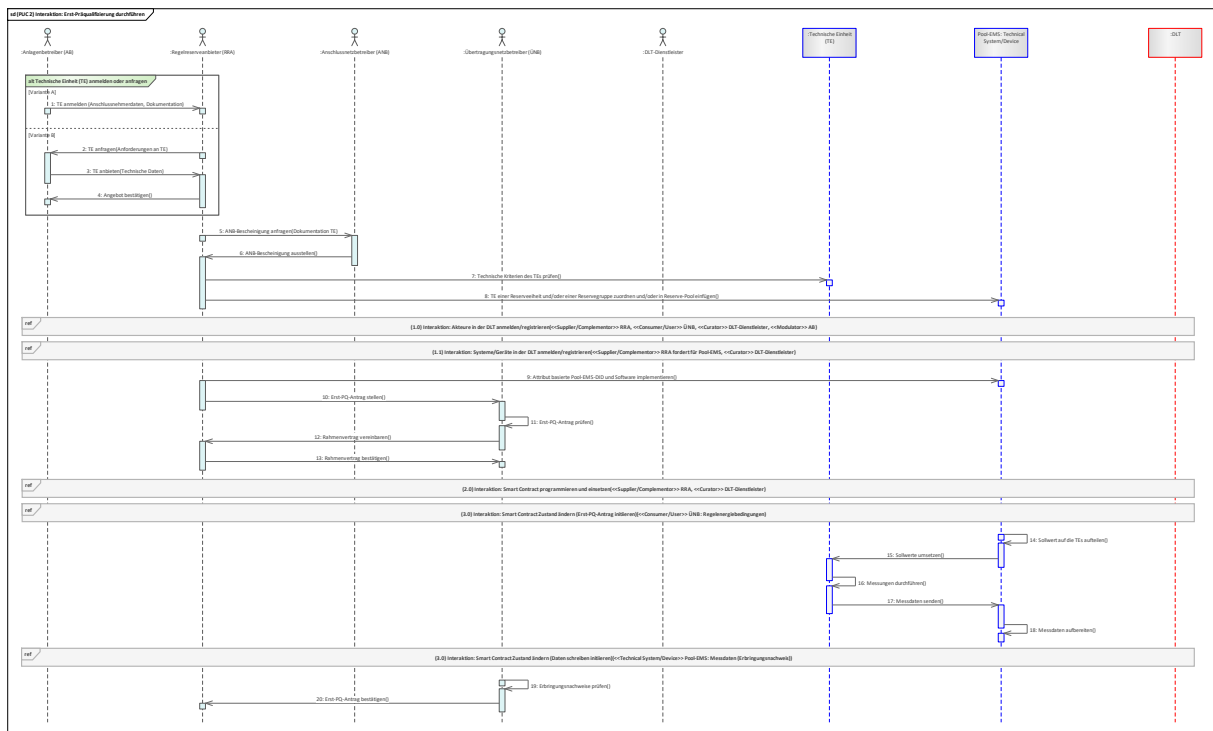 sd (PUC 2) Interaktion: Erst-Präqualifizierung durchführen
:Anlagenbetreiber (AB)
:Regelreserveanbieter (RRA)
:Anschlussnetzbetreiber (ANB)
:Übertragungsnetzbetreiber (ÜNB)
:DLT-Dienstleister
:Technische Einheit
(TE)
Pool-EMS: Technical
System/Device
:DLT
alt Technische Einheit (TE) anmelden oder anfragen
[Variante A]
1: TE anmelden (Anschlussnehmerdaten, Dokumentation)
[Variante B]
2: TE anfragen(Anforderungen an TE)
3: TE anbieten(Technische Daten)
4: Angebot bestätigen()
5: ANB-Bescheinigung anfragen(Dokumentation TE)
6: ANB-Bescheinigung ausstellen()
7: Technische Kriterien des TEs prüfen()
8: TE einer Reserveeiheit und/oder einer Reservegruppe zuordnen und/oder in Reserve-Pool einfügen()
ref
(1.0) Interaktion: Akteure in der DLT anmelden/registrieren(<<Supplier/Complementor>> RRA, <<Consumer/User>> ÜNB, <<Curator>> DLT-Dienstleister, <<Modulator>> AB)
ref
(1.1) Interaktion: Systeme/Geräte in der DLT anmelden/registrieren(<<Supplier/Complementor>> RRA fordert für Pool-EMS, <<Curator>> DLT-Dienstleister)
9: Attribut basierte Pool-EMS-DID und Software implementieren()
10: Erst-PQ-Antrag stellen()
11: Erst-PQ-Antrag prüfen()
12: Rahmenvertrag vereinbaren()
13: Rahmenvertrag bestätigen()
ref
(2.0) Interaktion: Smart Contract programmieren und einsetzen(<<Supplier/Complementor>> RRA, <<Curator>> DLT-Dienstleister)
ref
(3.0) Interaktion: Smart Contract Zustand ändern (Erst-PQ-Antrag initiieren)(<<Consumer/User>> ÜNB: Regelenergiebedingungen)
14: Sollwert auf die TEs aufteilen()
15: Sollwerte umsetzen()
16: Messungen durchführen()
17: Messdaten senden()
18: Messdaten aufbereiten()
ref
(3.0) Interaktion: Smart Contract Zustand ändern (Daten schreiben initiieren)(<<Technical System/Device>> Pool-EMS: Messdaten (Erbringungsnachweis))
19: Erbringungsnachweise prüfen()
20: Erst-PQ-Antrag bestätigen()